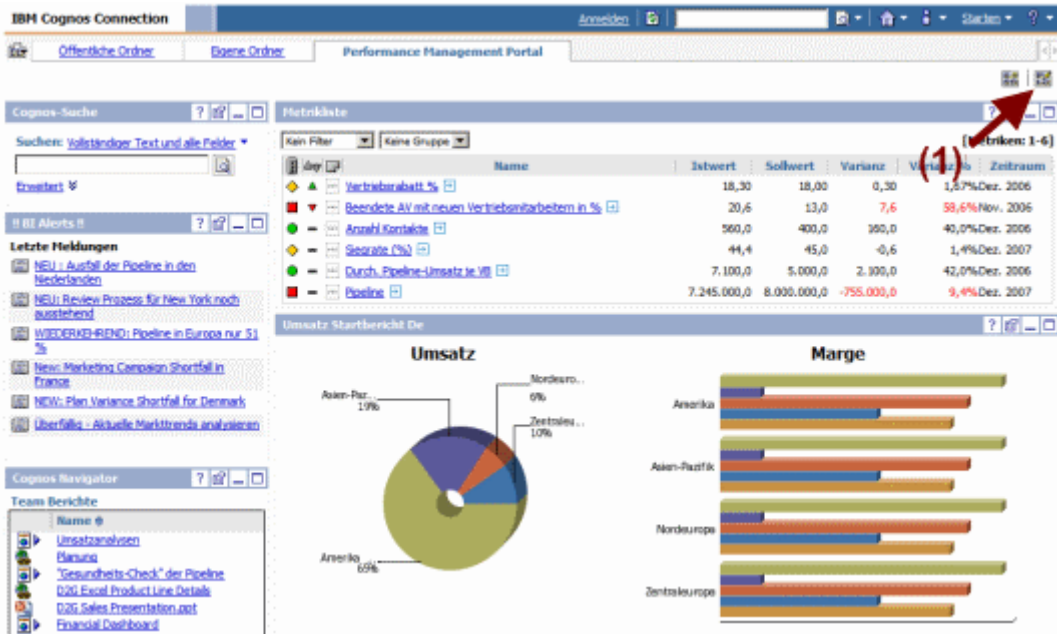 IBM Cognos Connection
Anmelden
Starten
Öffentliche Ordner
Eigene Ordner
Performance Management Portal
Cognos-Suche
Suchen: Vollständiger Text und alle Felder
Erweitert
!! BI Alerts !!
Letzte Meldungen
NEU : Ausfall der Pipeline in den
Niederlanden
NEU: Review Prozess für New York noch
ausstehend
WIEDERKEHREND: Pipeline in Europa nur 51
%
New: Marketing Campaign Shortfall in
France
NEW: Plan Variance Shortfall for Denmark
Überfällig - Aktuelle Markttrends analysieren
Cognos Navigator
Team Berichte
Name
Umsatzanalysen
Planung
"Gesundheits-Check" der Pipeline
D2G Excel Product Line Details
D2G Sales Presentation.ppt
Financial Dashboard
Metrikliste
(1)
Kein Filter
Keine Gruppe
[Metriken: 1-6]
Name Istwert Sollwert Varianz Varianz % Zeitraum
Vertriebsrabatt % 18,30 18,00 0,30 1,67% Dez. 2006
Beendete AV mit neuen Vertriebsmitarbeitern in % 20,6 13,0 7,6 58,6% Nov. 2006
Anzahl Kontakte 560,0 400,0 160,0 40,0% Dez. 2006
Siegrate (%) 44,4 45,0 -0,6 1,4% Dez. 2007
Durch. Pipeline-Umsatz je VB 7.100,0 5.000,0 2.100,0 42,0% Dez. 2006
Pipeline 7.245.000,0 8.000.000,0 -755.000,0 9,4% Dez. 2007
Umsatz Startbericht De
Umsatz
Asien-Paz...
19%
Nordeuro...
6%
Zentraleu...
10%
Amerika
65%
Marge
Amerika
Asien-Pazifik
Nordeuropa
Zentraleuropa